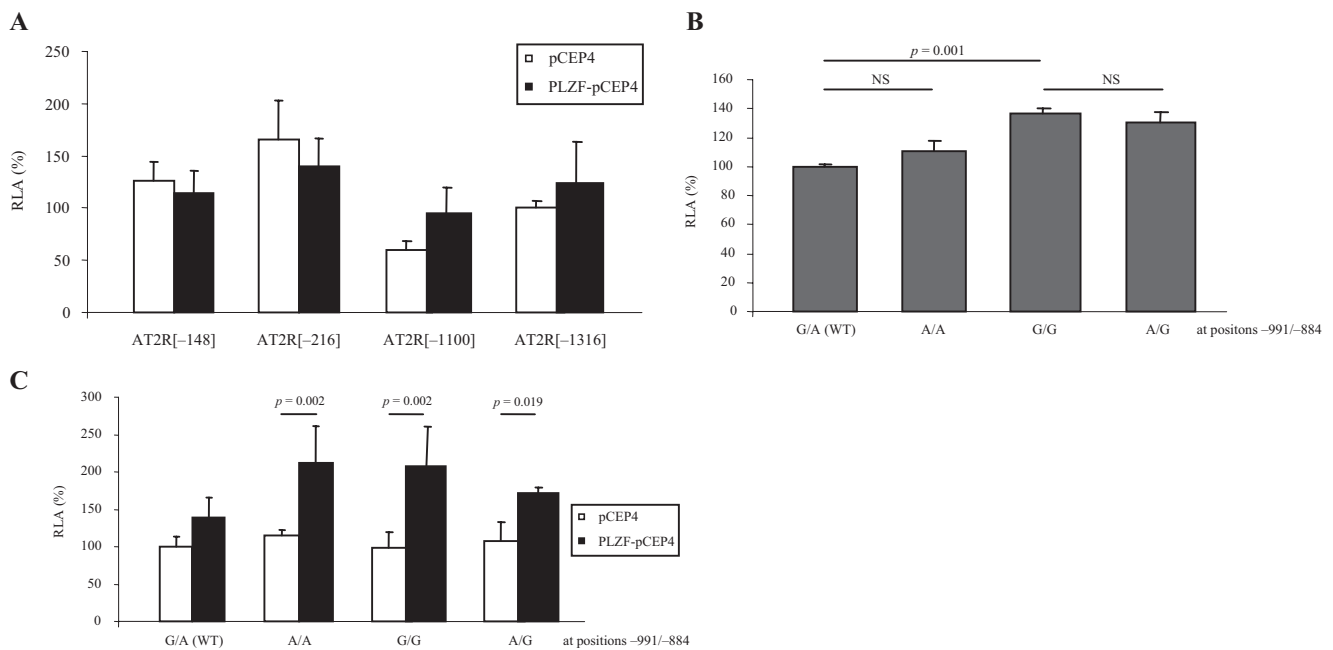 A
250
200
150
100
50
0
RLA (%)
pCEP4
PLZF-pCEP4
AT2R[–148] AT2R[–216] AT2R[–1100] AT2R[–1316]
B
160
140
120
100
80
60
40
20
0
RLA (%)
p = 0.001
NS NS
G/A (WT) A/A G/G A/G at positons –991/–884
C
300
250
200
150
100
50
0
RLA (%)
p = 0.002 p = 0.002 p = 0.019
pCEP4
PLZF-pCEP4
G/A (WT) A/A G/G A/G at positions –991/–884